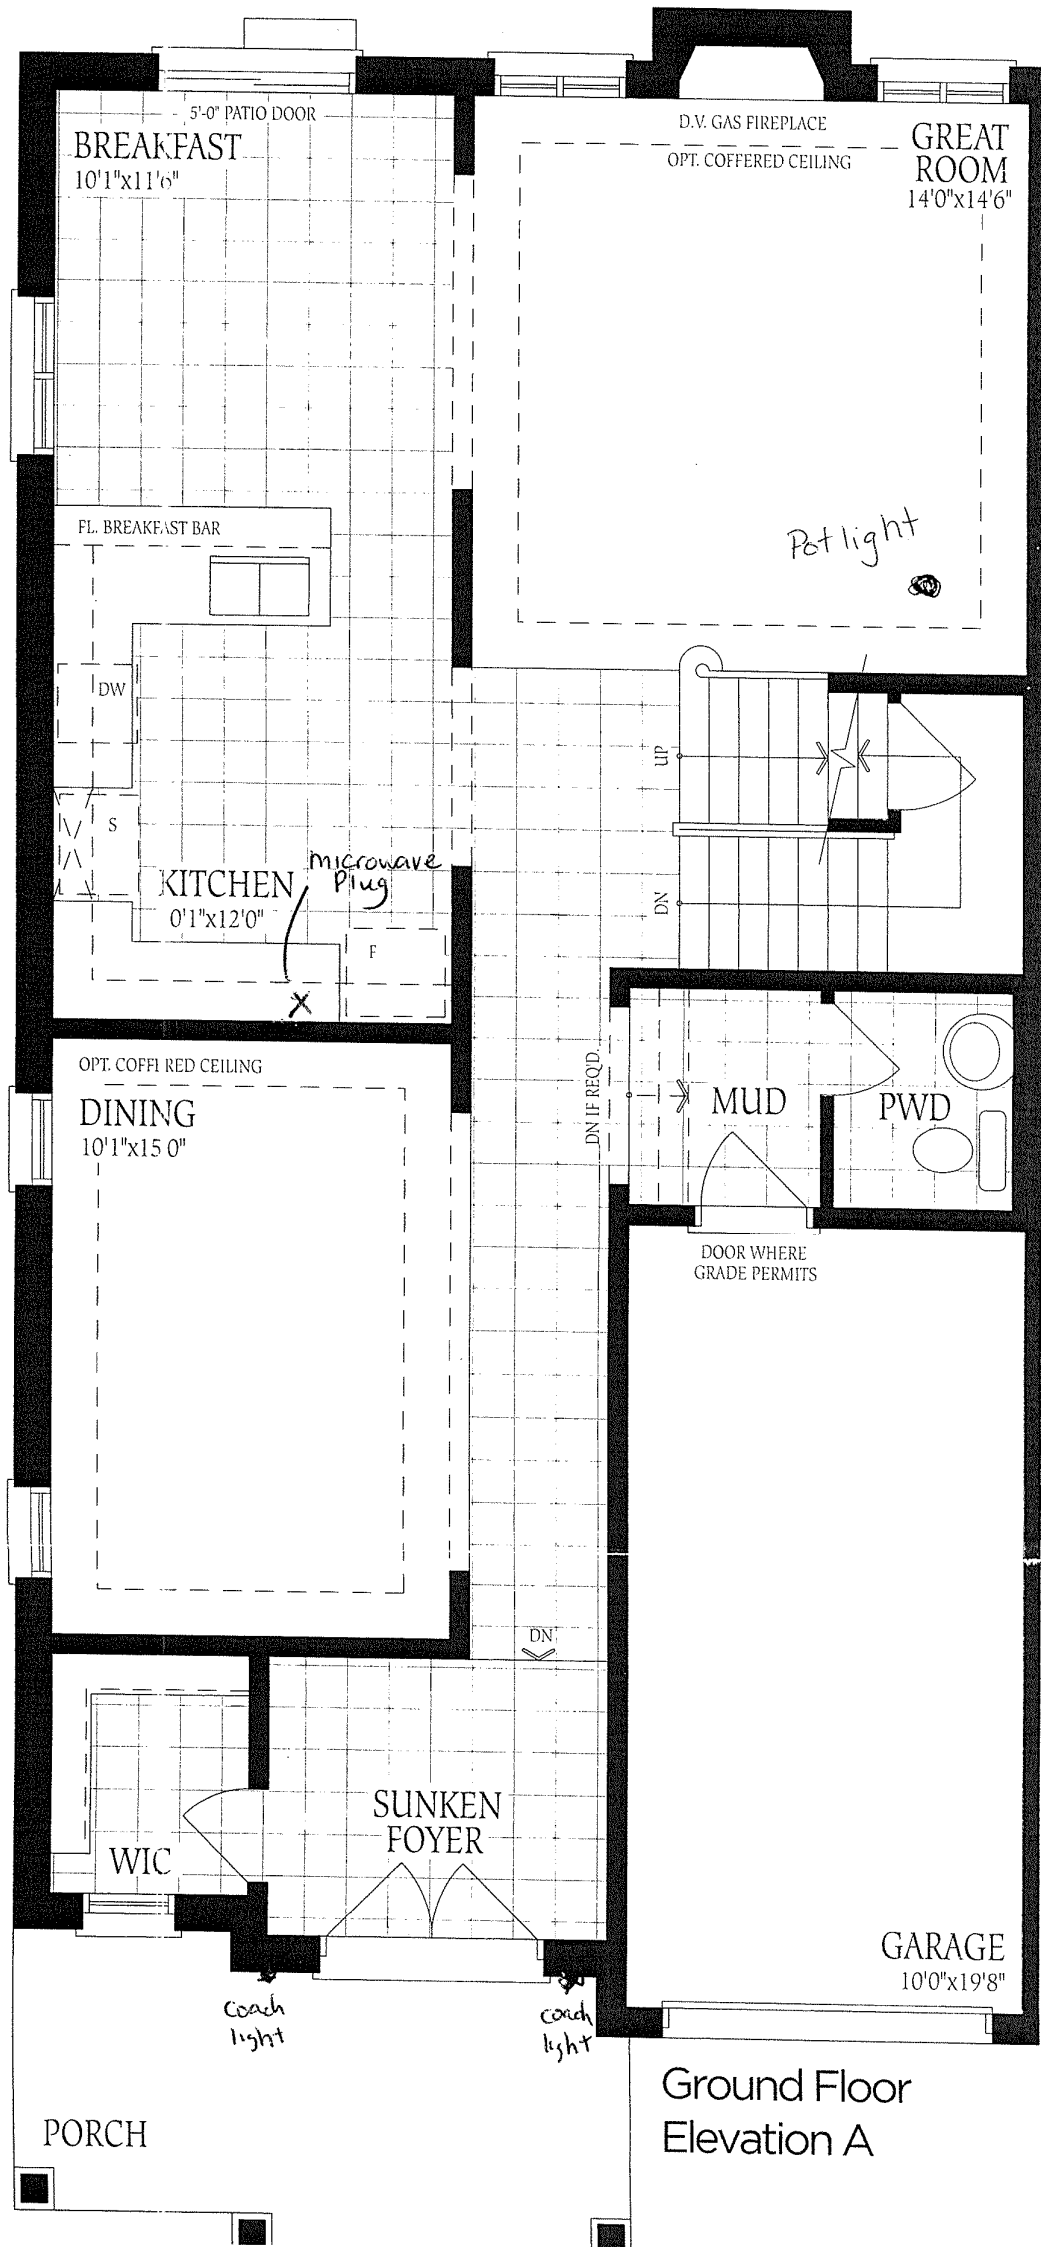 5'-0" PATIO DOOR
BREAKFAST
10'1"x11'6"
D.V. GAS FIREPLACE
OPT. COFFERED CEILING
GREAT
ROOM
14'0"x14'6"
FL. BREAKFAST BAR
Pot light
DW
UP
S
microwave
Plug
KITCHEN
0'1"x12'0"
F
X
DN
OPT. COFFERED CEILING
DINING
10'1"x15 0"
DN IF REQ'D.
MUD
PWD
DOOR WHERE
GRADE PERMITS
DN
SUNKEN
FOYER
WIC
GARAGE
10'0"x19'8"
coach
light
coach
light
Ground Floor
Elevation A
PORCH